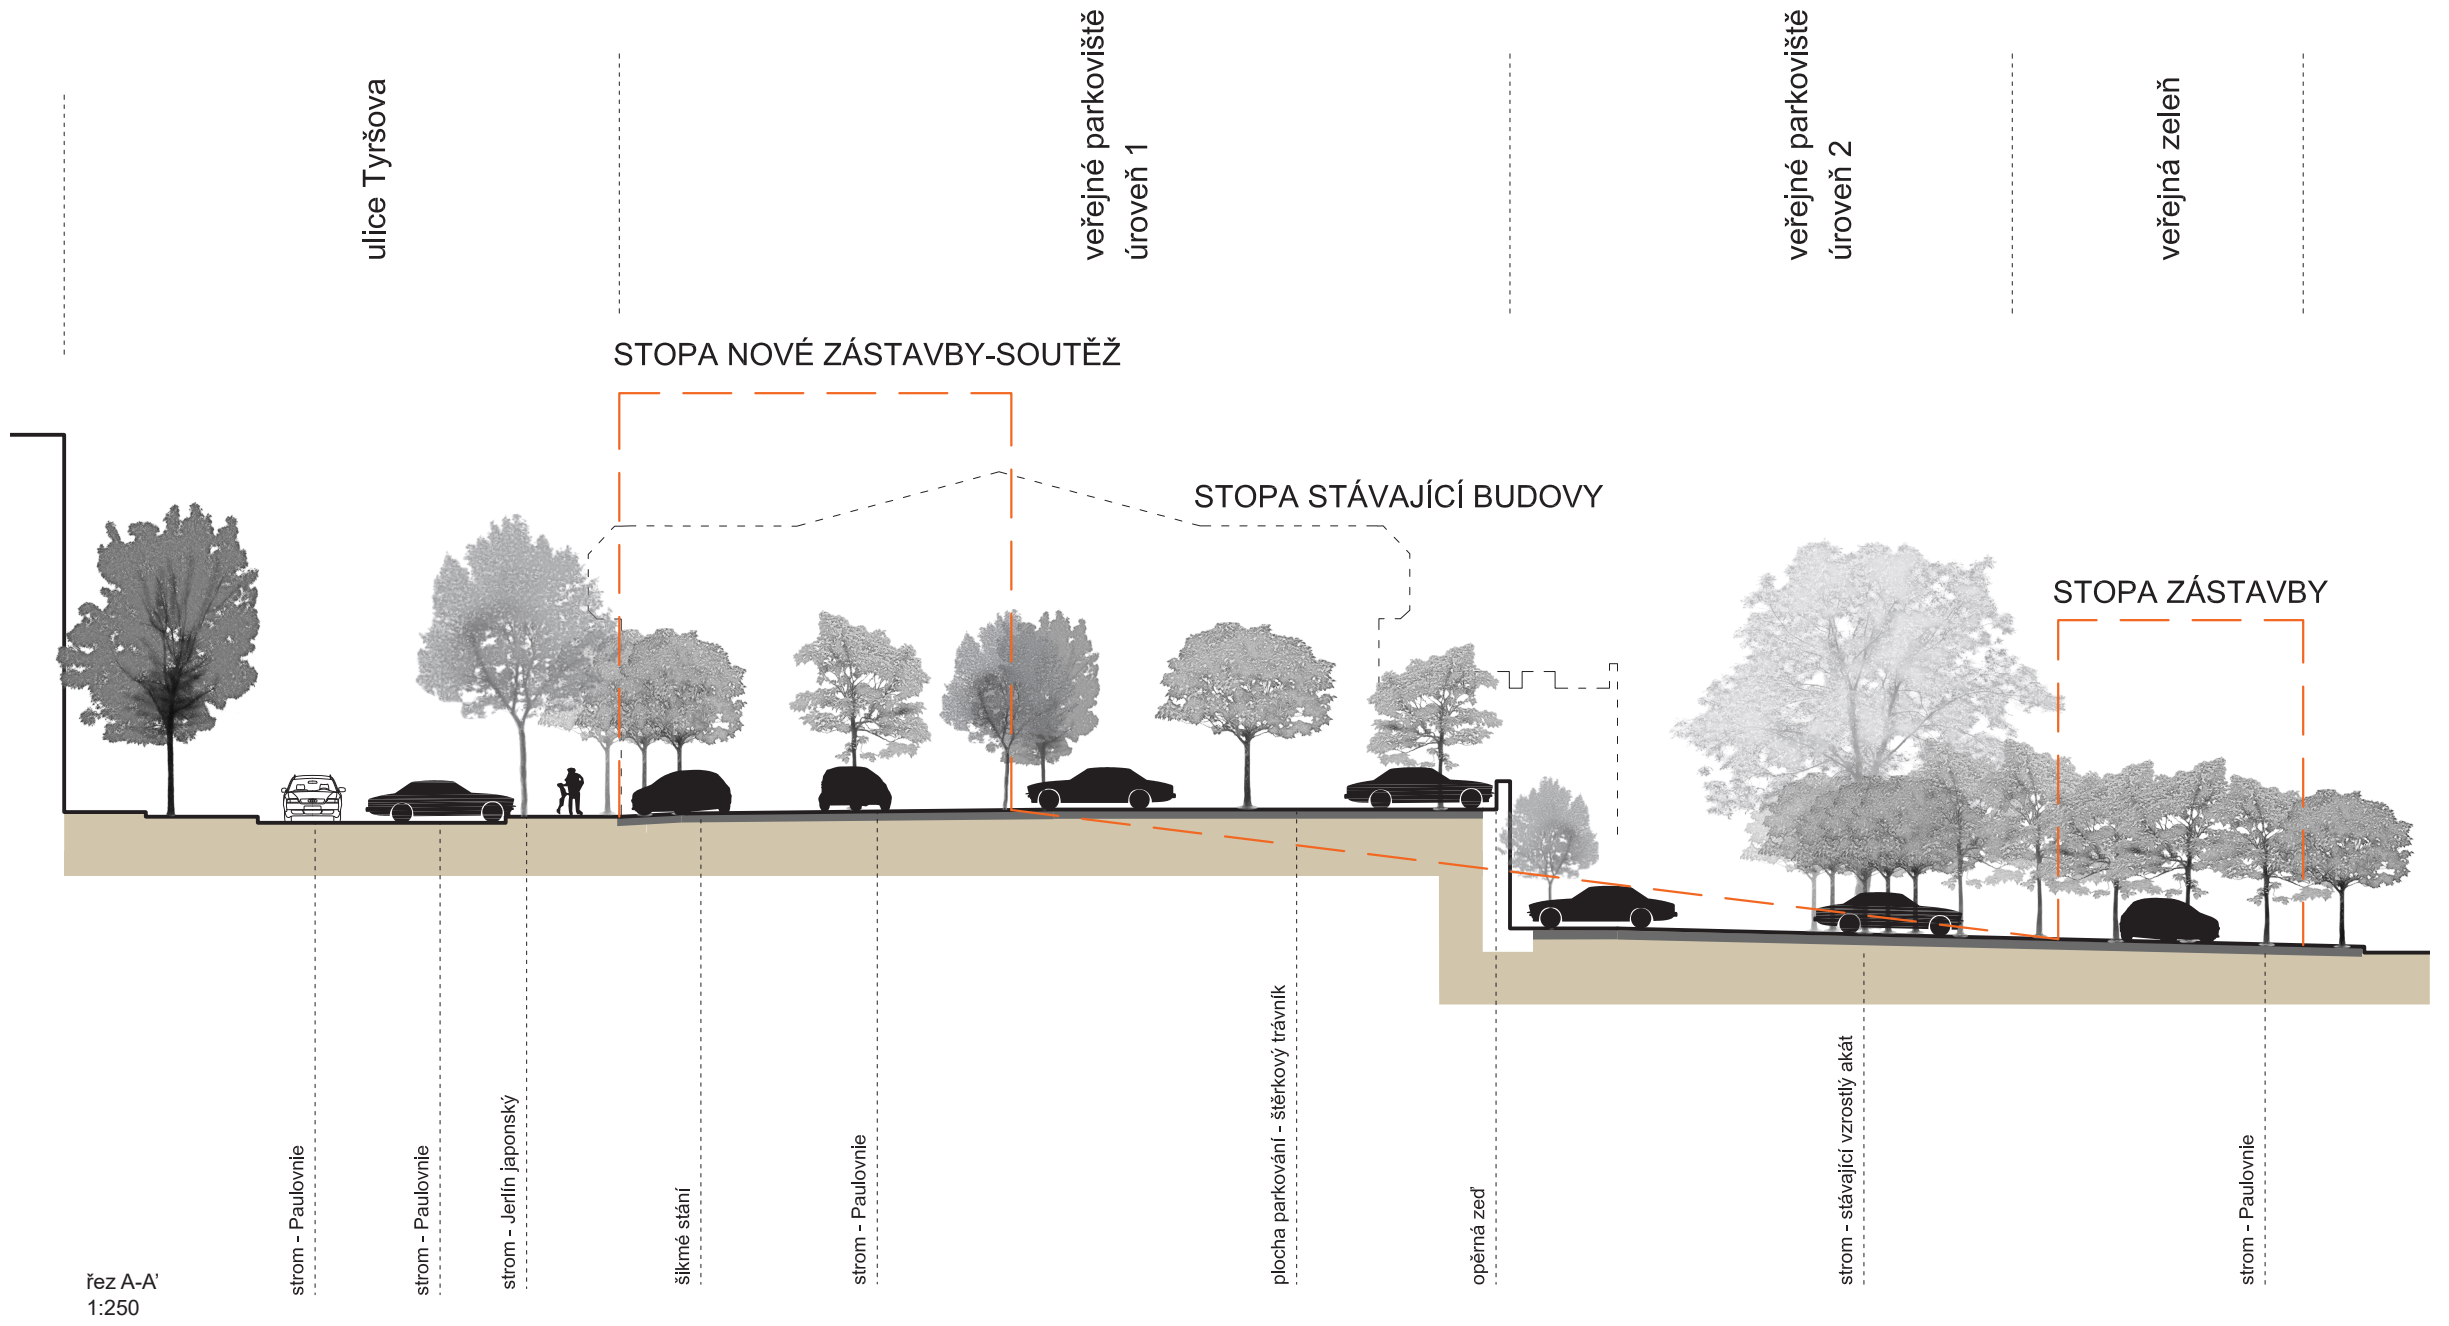 ulice Tyršova
veřejné parkoviště
úroveň 1
veřejné parkoviště
úroveň 2
veřejná zeleň
STOPA NOVÉ ZÁSTAVBY-SOUTĚŽ
STOPA STÁVAJÍCÍ BUDOVY
STOPA ZÁSTAVBY
strom - Paulovnie
strom - Paulovnie
strom - Jerlín japonský
šikmé stání
strom - Paulovnie
plocha parkování - štěrkový trávník
opěrná zeď
strom - stávající vzrostlý akát
strom - Paulovnie
řez A-A'
1:250